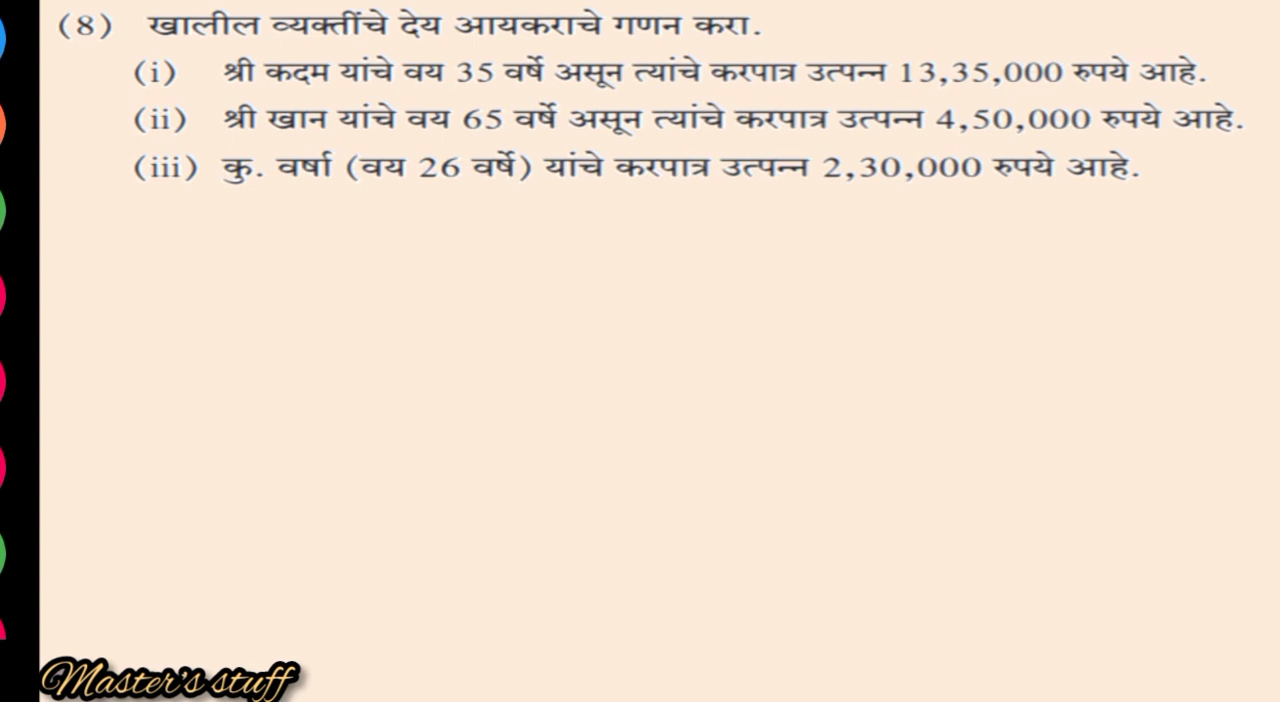 (8) खालील व्यक्तींचे देय आयकराचे गणन करा.
(i) श्री कदम यांचे वय 35 वर्षे असून त्यांचे करपात्र उत्पन्न 13,35,000 रुपये आहे.
(ii) श्री खान यांचे वय 65 वर्षे असून त्यांचे करपात्र उत्पन्न 4,50,000 रुपये आहे.
(iii) कु. वर्षा (वय 26 वर्षे) यांचे करपात्र उत्पन्न 2,30,000 रुपये आहे.
Master's stuff